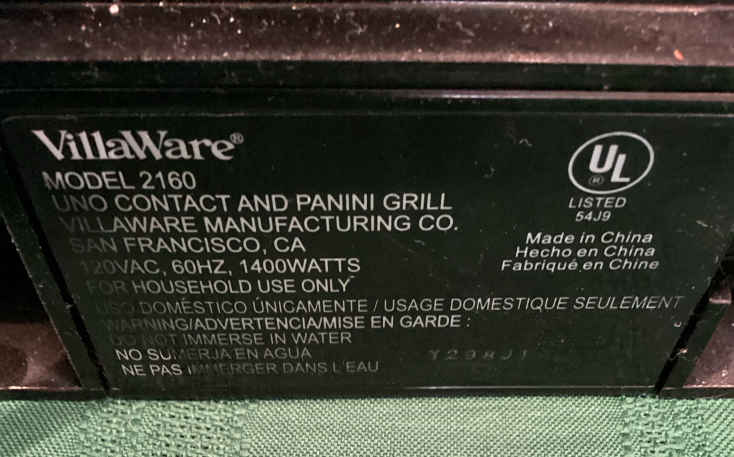 VillaWare®
MODEL 2160
UNO CONTACT AND PANINI GRILL
VILLAWARE MANUFACTURING CO.
SAN FRANCISCO, CA
120VAC, 60HZ, 1400WATTS
FOR HOUSEHOLD USE ONLY
USO DOMÉSTICO ÚNICAMENTE / USAGE DOMESTIQUE SEULEMENT
WARNING/ADVERTENCIA/MISE EN GARDE :
DO NOT IMMERSE IN WATER
NO SUMERJA EN AGUA
NE PAS IMMERGER DANS L'EAU
UL®
LISTED
54J9
Made in China
Hecho en China
Fabriqué en Chine